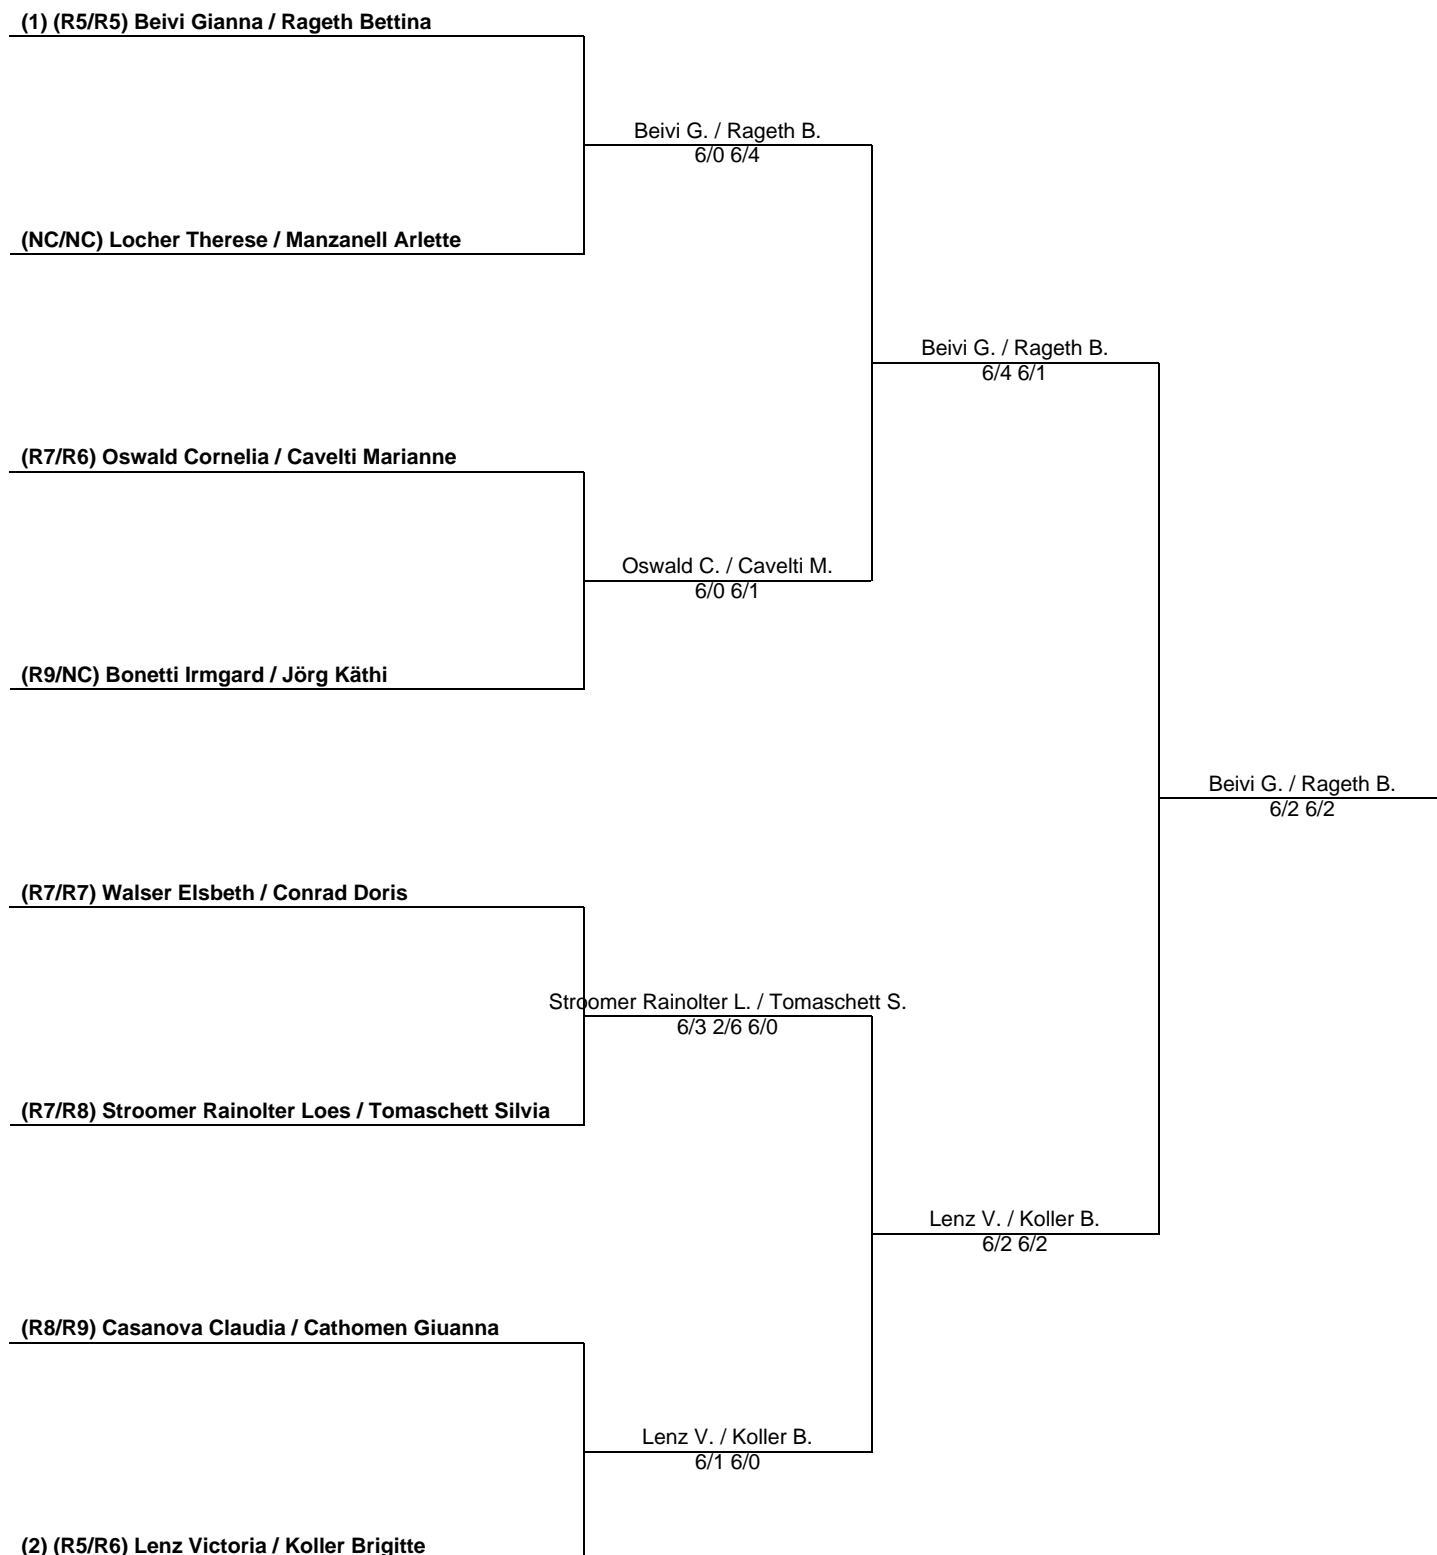 (1) (R5/R5) Beivi Gianna / Rageth Bettina
Beivi G. / Rageth B.
6/0 6/4
(NC/NC) Locher Therese / Manzanell Arlette
Beivi G. / Rageth B.
6/4 6/1
(R7/R6) Oswald Cornelia / Cavelti Marianne
Oswald C. / Cavelti M.
6/0 6/1
(R9/NC) Bonetti Irmgard / Jörg Käthi
Beivi G. / Rageth B.
6/2 6/2
(R7/R7) Walser Elsbeth / Conrad Doris
Stroomer Rainolter L. / Tomaschett S.
6/3 2/6 6/0
(R7/R8) Stroomer Rainolter Loes / Tomaschett Silvia
Lenz V. / Koller B.
6/2 6/2
(R8/R9) Casanova Claudia / Cathomen Giuanna
Lenz V. / Koller B.
6/1 6/0
(2) (R5/R6) Lenz Victoria / Koller Brigitte